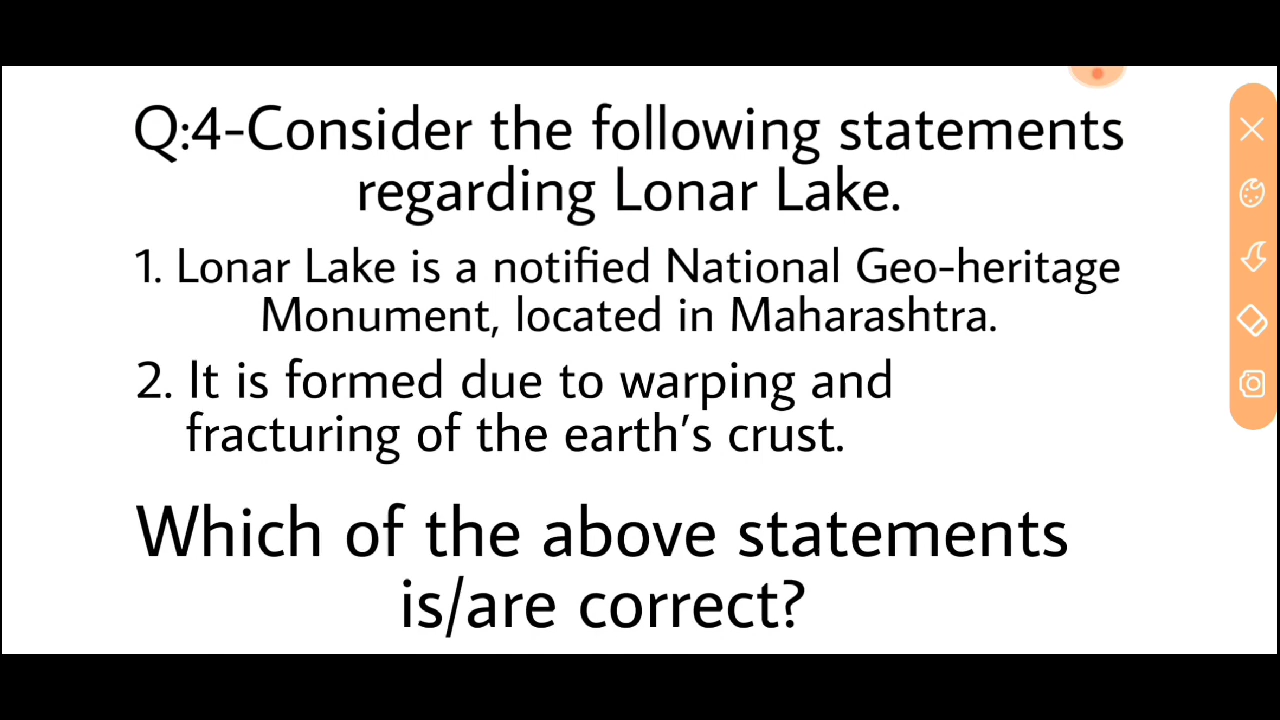 Q:4-Consider the following statements
regarding Lonar Lake.
1. Lonar Lake is a notified National Geo-heritage
Monument, located in Maharashtra.
2. It is formed due to warping and
fracturing of the earth’s crust.
Which of the above statements
is/are correct?